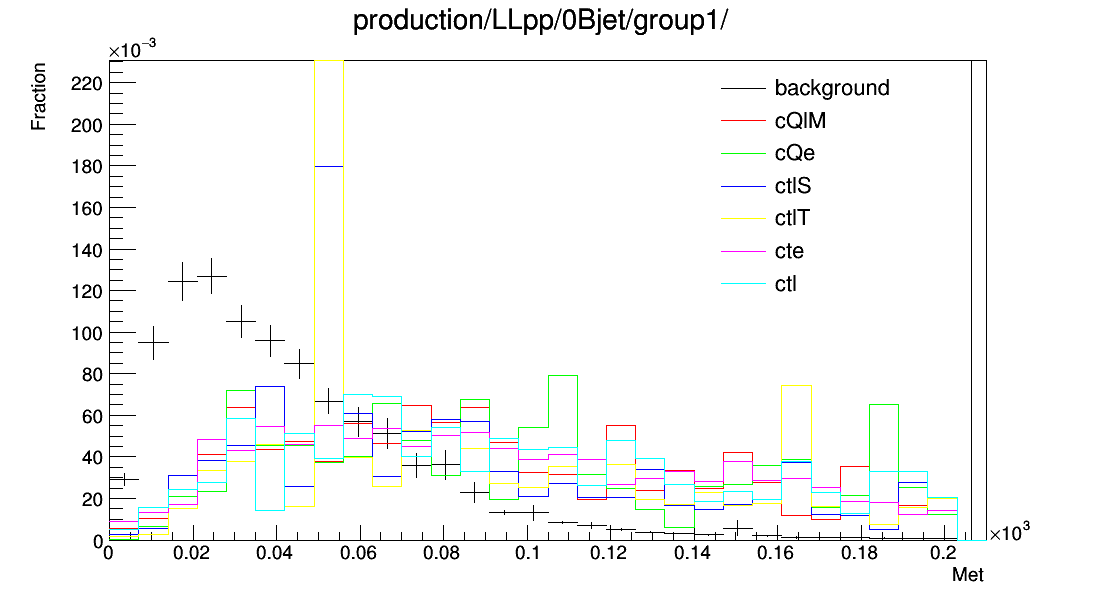 production/LLpp/0Bjet/group1/
×10⁻³
Fraction
220
200
180
160
140
120
100
80
60
40
20
0
background
cQlM
cQe
ctlS
ctlT
cte
ctl
0 0.02 0.04 0.06 0.08 0.1 0.12 0.14 0.16 0.18 0.2
×10³
Met